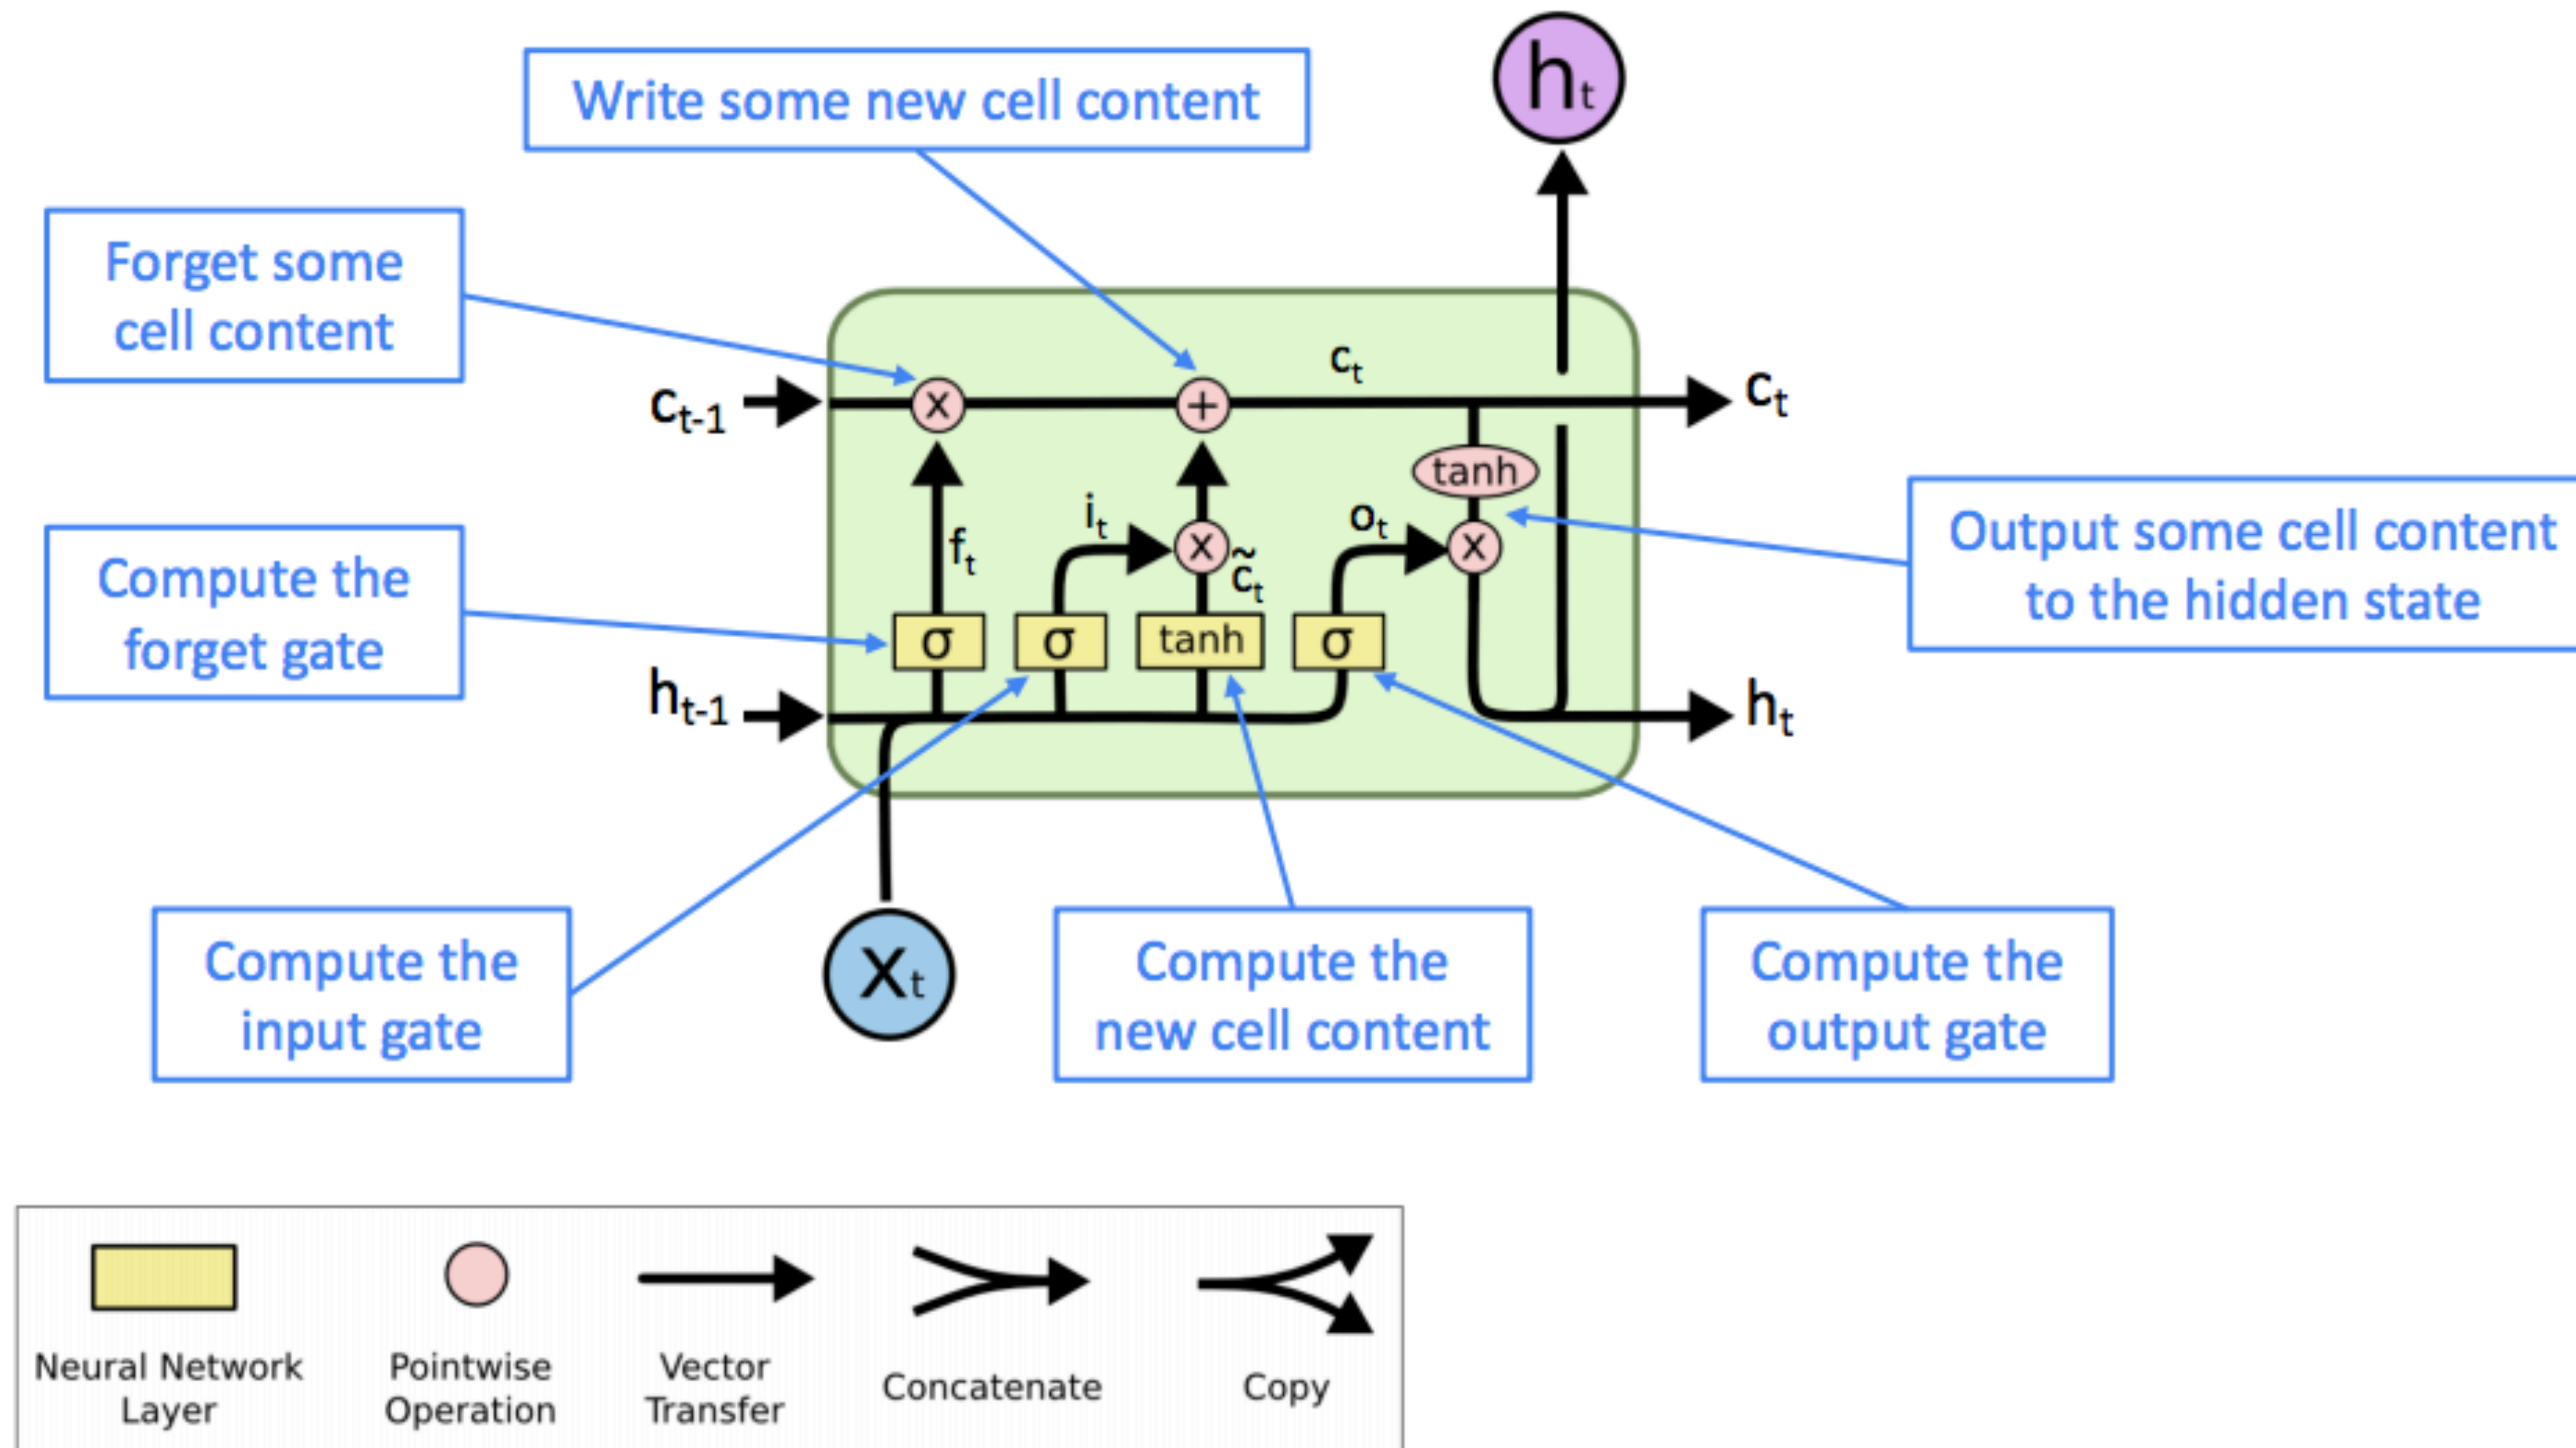 hₜ
Write some new cell content
Forget some
cell content
cₜ
cₜ₋₁
x
+
cₜ
tanh
Output some cell content
to the hidden state
iₜ
oₜ
x
x
fₜ
c̃ₜ
Compute the
forget gate
σ
σ
tanh
σ
hₜ₋₁
hₜ
Xₜ
Compute the
input gate
Compute the
new cell content
Compute the
output gate
Neural Network
Layer
Pointwise
Operation
Vector
Transfer
Concatenate
Copy